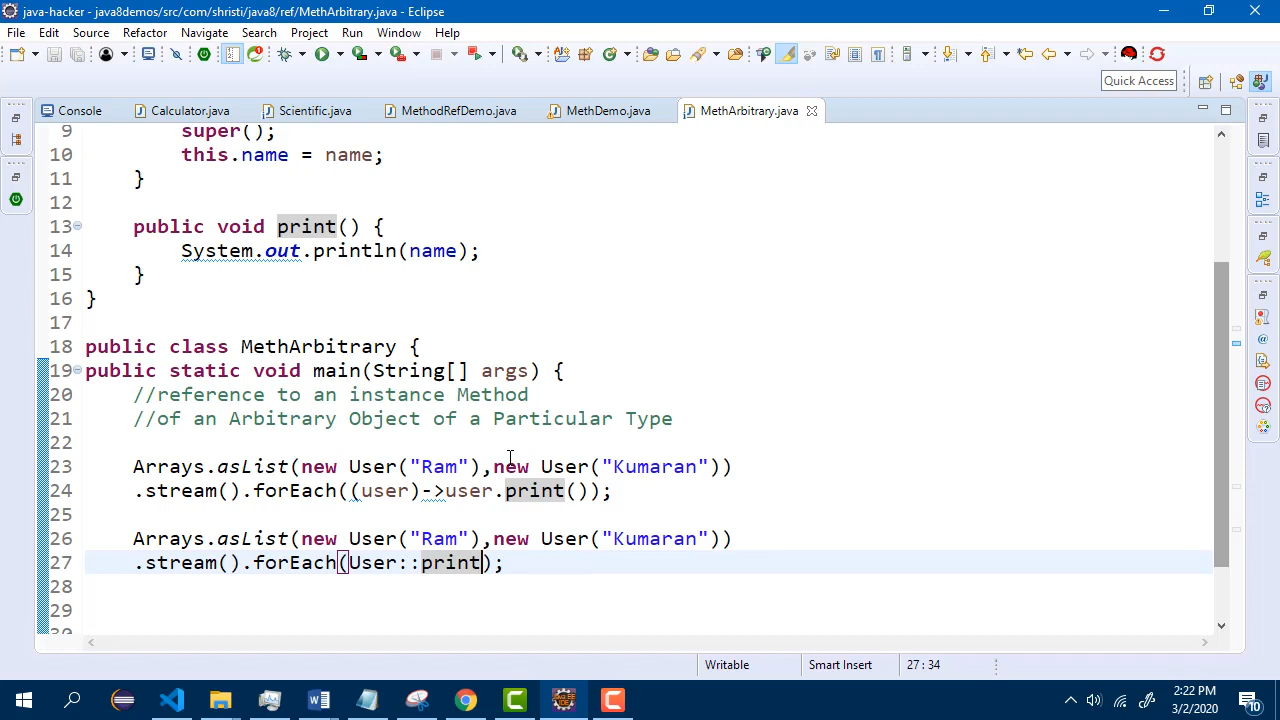 java-hacker - java8demos/src/com/shristi/java8/ref/MethArbitrary.java - Eclipse
File Edit Source Refactor Navigate Search Project Run Window Help
Quick Access
Console Calculator.java Scientific.java MethodRefDemo.java MethDemo.java MethArbitrary.java
9 super();
10 this.name = name;
11 }
12
13 public void print() {
14 System.out.println(name);
15 }
16 }
17
18 public class MethArbitrary {
19 public static void main(String[] args) {
20 //reference to an instance Method
21 //of an Arbitrary Object of a Particular Type
22
23 Arrays.asList(new User("Ram"),new User("Kumaran"))
24 .stream().forEach((user)->user.print());
25
26 Arrays.asList(new User("Ram"),new User("Kumaran"))
27 .stream().forEach(User::print);
28
29
30
Writable Smart Insert 27 : 34
2:22 PM
3/2/2020
10